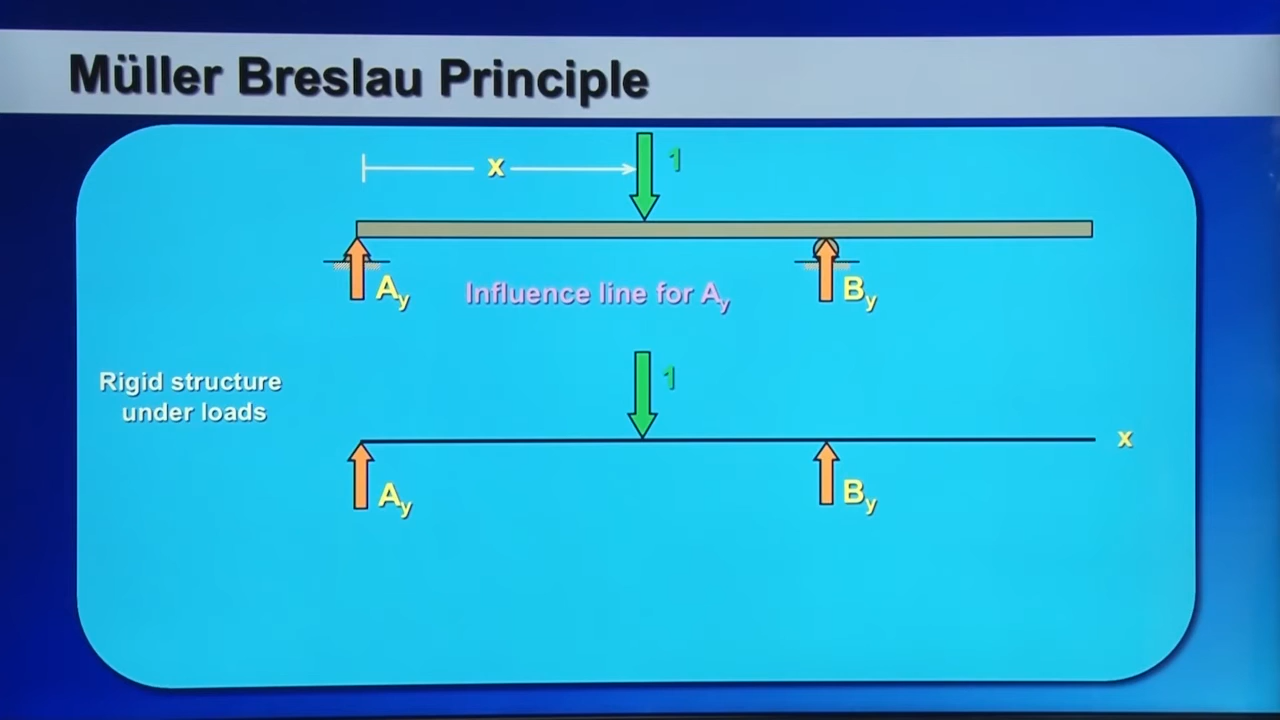 Müller Breslau Principle
x
1
Ay
Influence line for Ay
By
Rigid structure
under loads
1
x
Ay
By